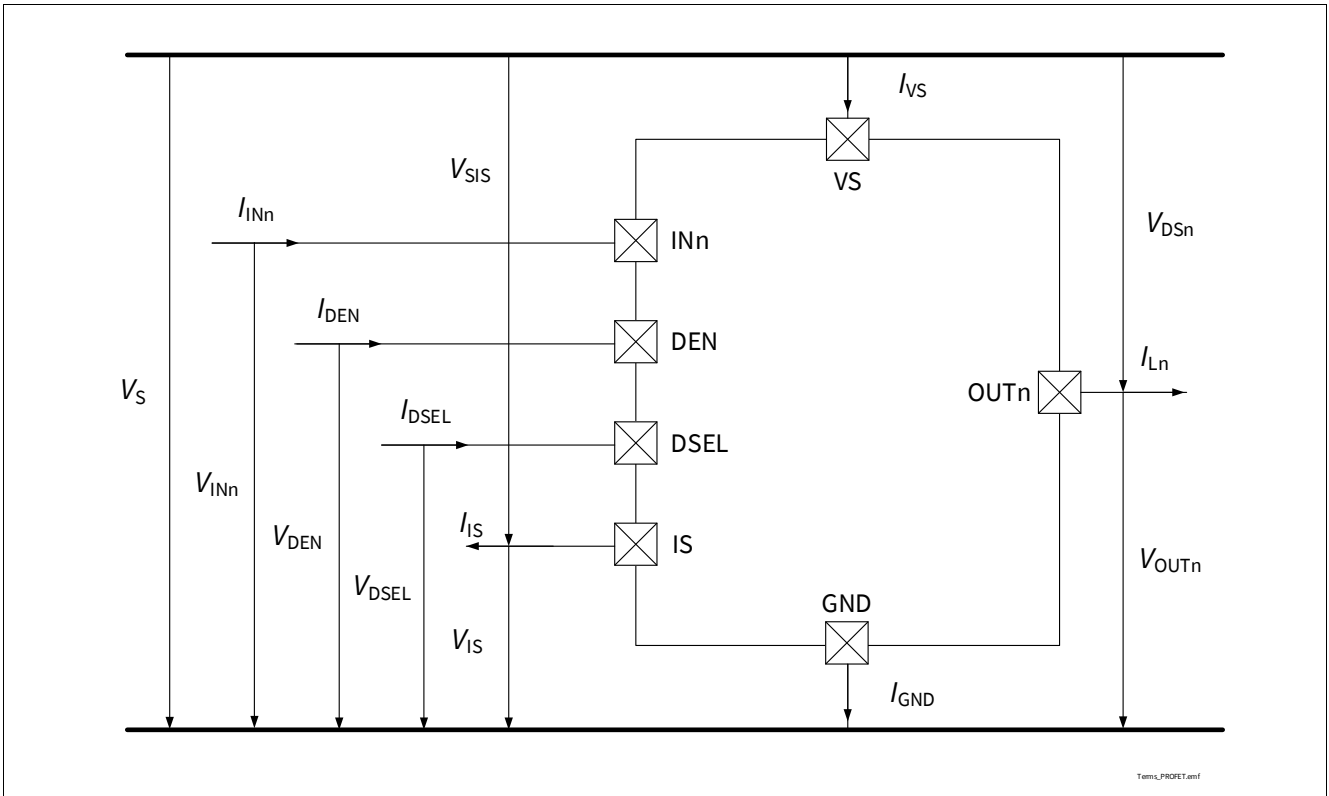 I_VS
VS
V_SIS
V_DSn
I_INn
INn
I_DEN
DEN
I_Ln
OUTn
V_S
I_DSEL
DSEL
V_INn
I_IS
IS
V_DEN
V_OUTn
V_DSEL
GND
V_IS
I_GND
Terms_PROFET.emf